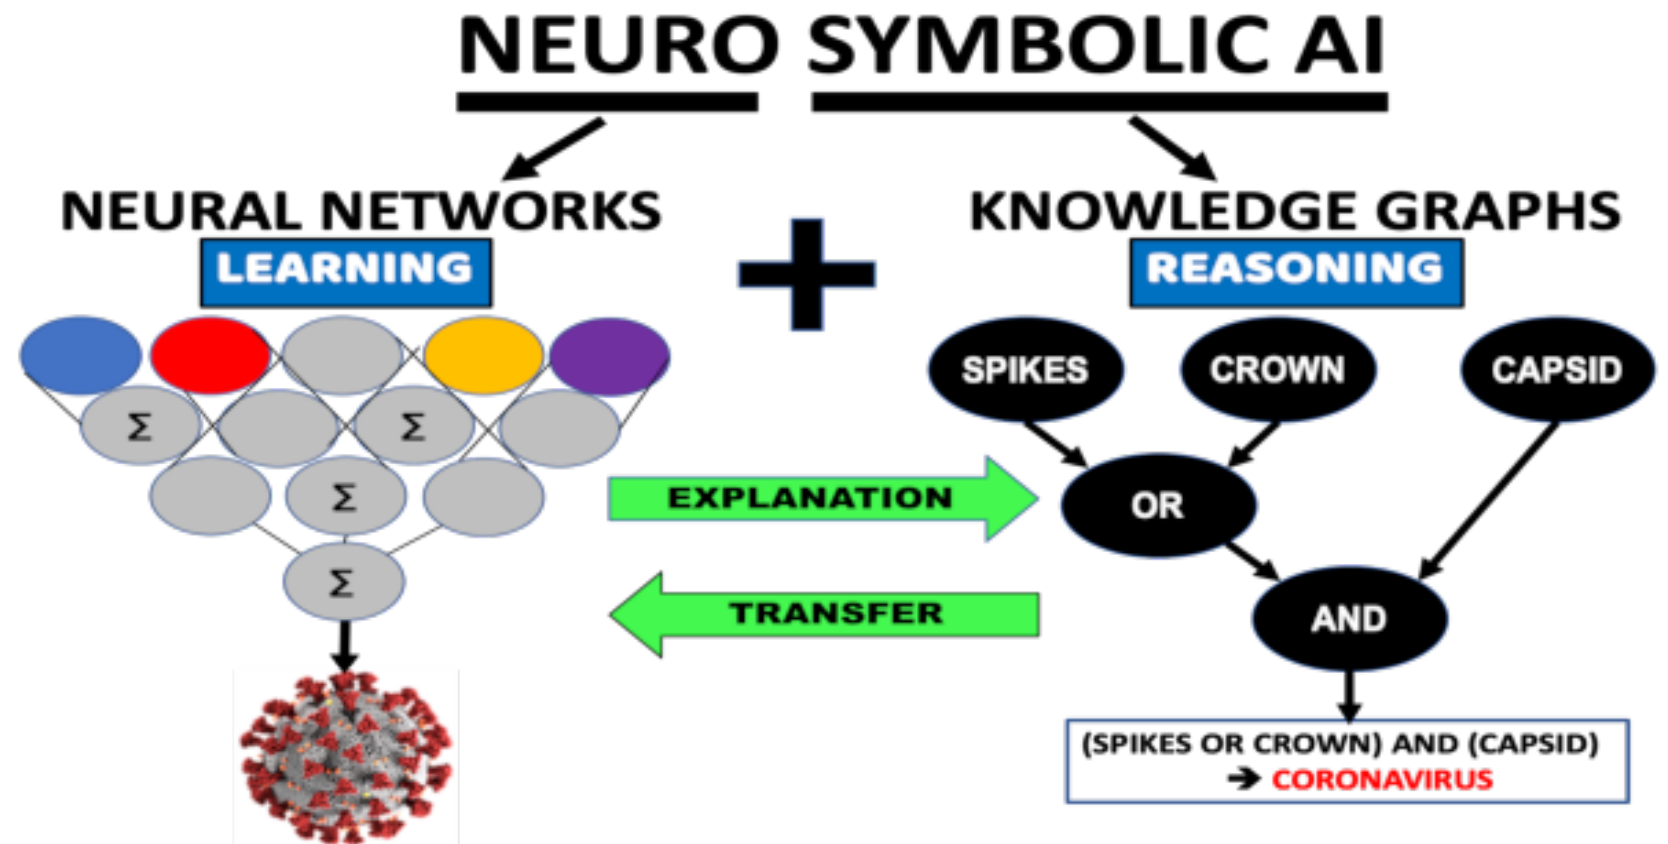 NEURO SYMBOLIC AI
NEURAL NETWORKS
LEARNING
KNOWLEDGE GRAPHS
REASONING
Σ
Σ
Σ
Σ
EXPLANATION
TRANSFER
SPIKES
CROWN
CAPSID
OR
AND
(SPIKES OR CROWN) AND (CAPSID)
➔ CORONAVIRUS